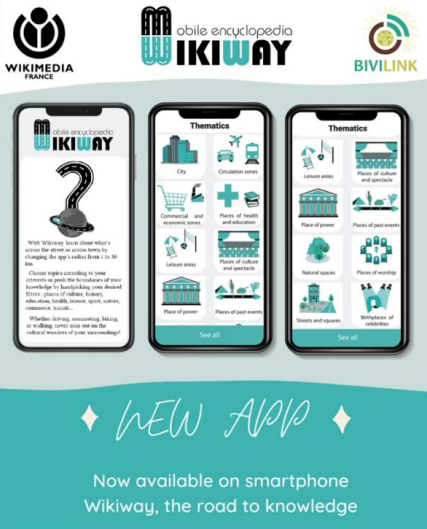 WIKIMEDIA
FRANCE
Mobile encyclopedia
WIKIWAY
BIVILINK
Mobile encyclopedia
WIKIWAY
With Wikiway, learn about what's
across the street or across town by
changing the app's radius from 1 to 50
km.
Choose topics according to your
interests or push the boundaries of your
knowledge by handpicking your desired
filters : places of culture, history,
education, health, leisure, sport, nature,
commerce, transit...
Whether driving, commuting, biking,
or walking, never miss out on the
cultural wonders of your surroundings!
Thematics
City
Circulation zones
Commercial and
economic zones
Places of health
and education
Leisure areas
Places of culture
and spectacle
Place of power
Places of past events
See all
Thematics
Leisure areas
Places of culture
and spectacle
Place of power
Places of past events
Natural spaces
Places of worship
Streets and squares
Birthplaces of
celebrities
See all
NEW APP
Now available on smartphone
Wikiway, the road to knowledge